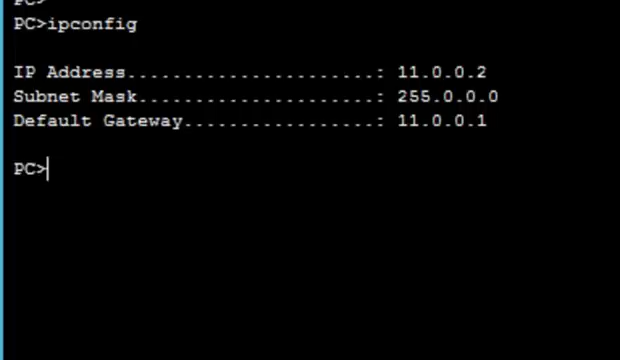 PC>
PC>ipconfig
IP Address......................: 11.0.0.2
Subnet Mask.....................: 255.0.0.0
Default Gateway.................: 11.0.0.1
PC>